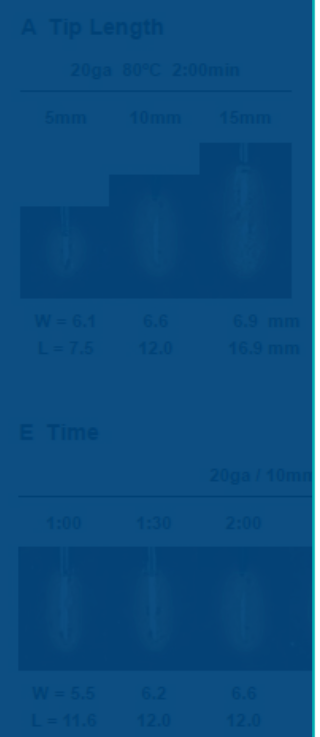 A Tip Length
20ga 80ºC 2:00min
5mm 10mm 15mm
W = 6.1 6.6 6.9 mm
L = 7.5 12.0 16.9 mm
E Time
20ga / 10mm
1:00 1:30 2:00
W = 5.5 6.2 6.6
L = 11.6 12.0 12.0